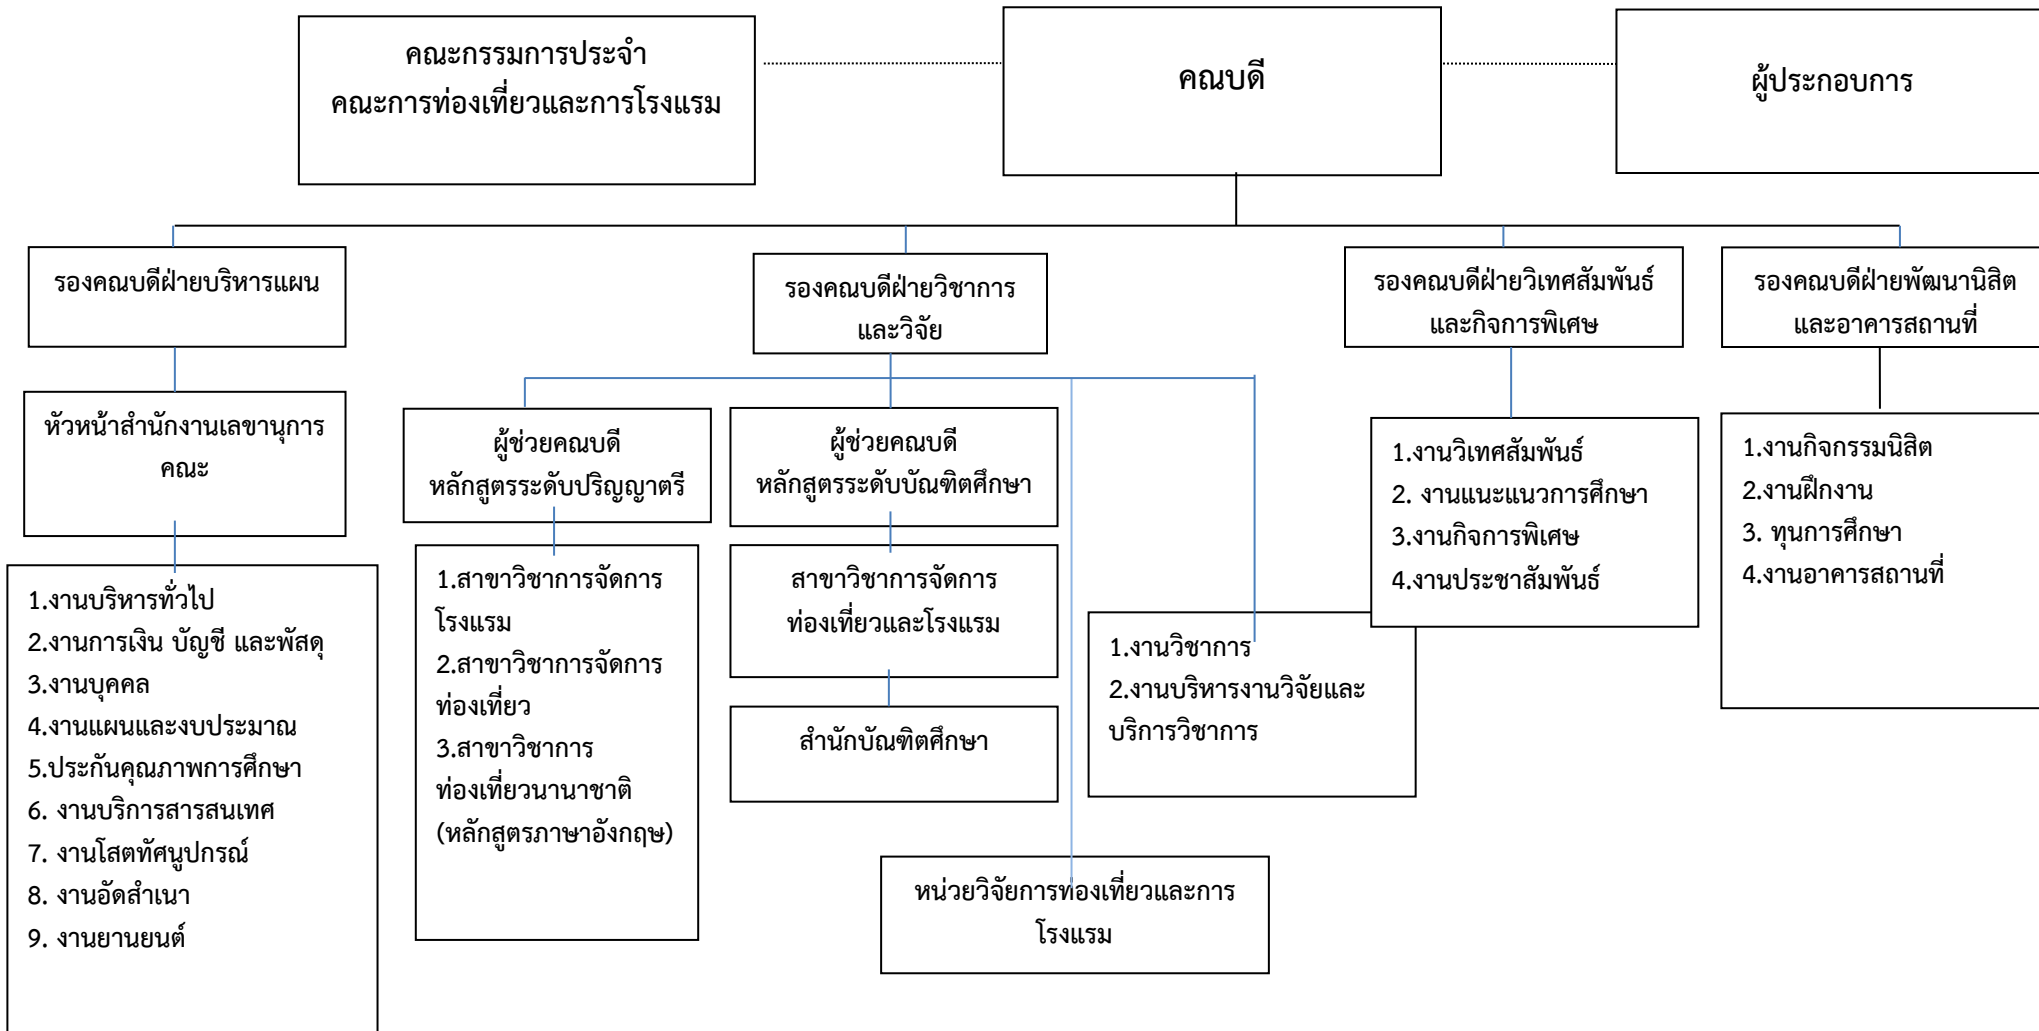 คณะกรรมการประจำ
คณะการท่องเที่ยวและการโรงแรม
คณบดี
ผู้ประกอบการ
รองคณบดีฝ่ายบริหารแผน
รองคณบดีฝ่ายวิชาการ
และวิจัย
รองคณบดีฝ่ายวิเทศสัมพันธ์
และกิจการพิเศษ
รองคณบดีฝ่ายพัฒนานิสิต
และอาคารสถานที่
หัวหน้าสำนักงานเลขานุการ
คณะ
ผู้ช่วยคณบดี
หลักสูตรระดับปริญญาตรี
ผู้ช่วยคณบดี
หลักสูตรระดับบัณฑิตศึกษา
1.งานวิเทศสัมพันธ์
2. งานแนะแนวการศึกษา
3.งานกิจการพิเศษ
4.งานประชาสัมพันธ์
1.งานกิจกรรมนิสิต
2.งานฝึกงาน
3. ทุนการศึกษา
4.งานอาคารสถานที่
1.งานบริหารทั่วไป
2.งานการเงิน บัญชี และพัสดุ
3.งานบุคคล
4.งานแผนและงบประมาณ
5.ประกันคุณภาพการศึกษา
6. งานบริการสารสนเทศ
7. งานโสตทัศนูปกรณ์
8. งานอัดสำเนา
9. งานยานยนต์
1.สาขาวิชาการจัดการ
โรงแรม
2.สาขาวิชาการจัดการ
ท่องเที่ยว
3.สาขาวิชาการ
ท่องเที่ยวนานาชาติ
(หลักสูตรภาษาอังกฤษ)
สาขาวิชาการจัดการ
ท่องเที่ยวและโรงแรม
สำนักบัณฑิตศึกษา
1.งานวิชาการ
2.งานบริหารงานวิจัยและ
บริการวิชาการ
หน่วยวิจัยการท่องเที่ยวและการ
โรงแรม